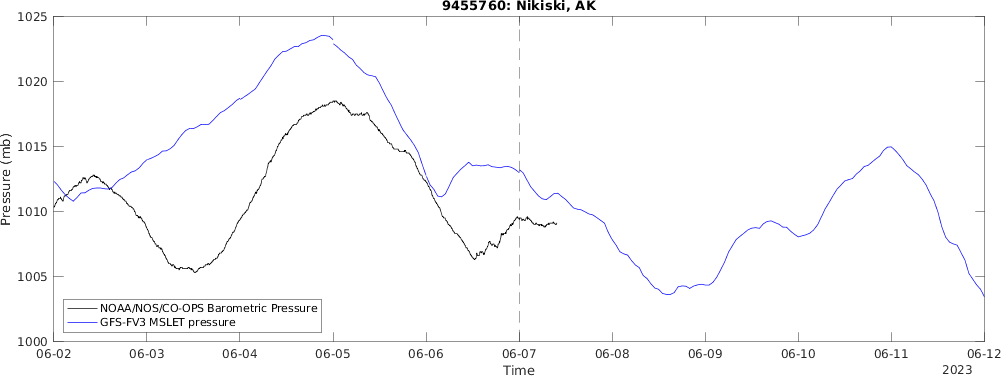 9455760: Nikiski, AK
1025
1020
1015
1010
1005
1000
Pressure (mb)
NOAA/NOS/CO-OPS Barometric Pressure
GFS-FV3 MSLET pressure
06-02 06-03 06-04 06-05 06-06 06-07 06-08 06-09 06-10 06-11 06-12
Time
2023